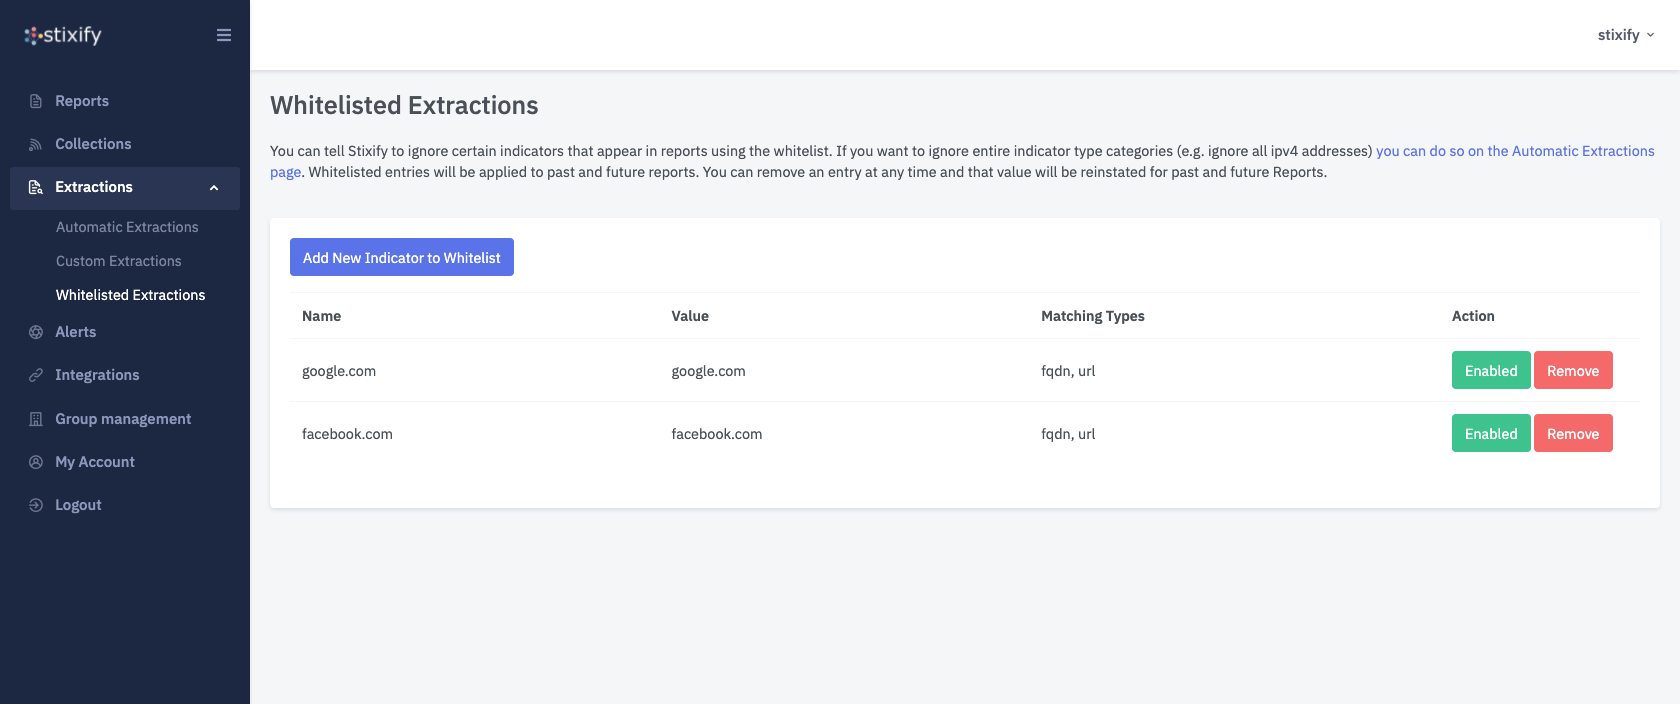 stixify
Reports
Collections
Extractions
Automatic Extractions
Custom Extractions
Whitelisted Extractions
Alerts
Integrations
Group management
My Account
Logout
stixify
Whitelisted Extractions
You can tell Stixify to ignore certain indicators that appear in reports using the whitelist. If you want to ignore entire indicator type categories (e.g. ignore all ipv4 addresses) you can do so on the Automatic Extractions
page. Whitelisted entries will be applied to past and future reports. You can remove an entry at any time and that value will be reinstated for past and future Reports.
Add New Indicator to Whitelist
Name Value Matching Types Action
google.com google.com fqdn, url Enabled Remove
facebook.com facebook.com fqdn, url Enabled Remove